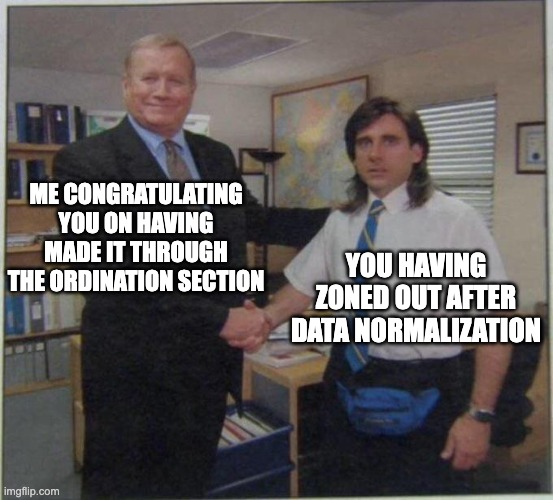 ME CONGRATULATING
YOU ON HAVING
MADE IT THROUGH
THE ORDINATION SECTION
YOU HAVING
ZONED OUT AFTER
DATA NORMALIZATION
imgflip.com